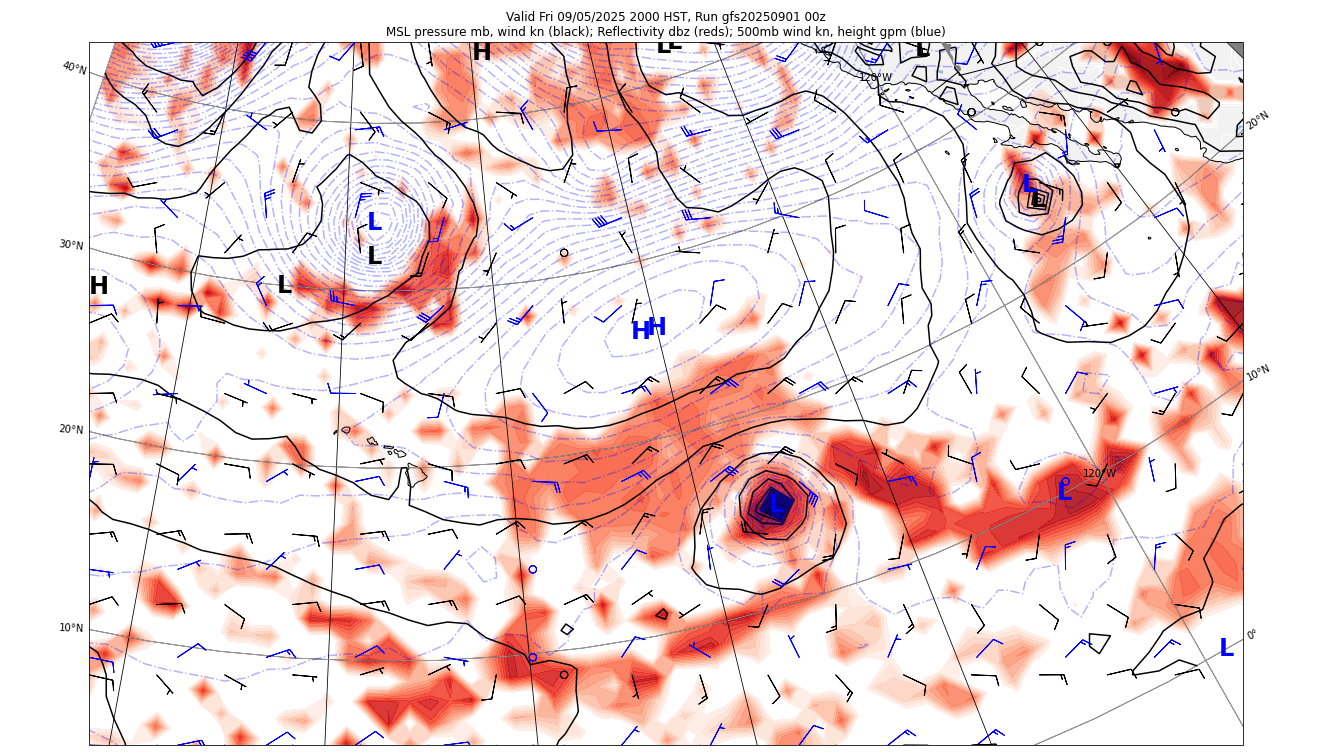 Valid Fri 09/05/2025 2000 HST, Run gfs20250901 00z
MSL pressure mb, wind kn (black); Reflectivity dbz (reds); 500mb wind kn, height gpm (blue)
H
L
L
L
40°N
120°W
20°N
L
L
L
L
30°N
H
L
H
H
10°N
20°N
120°W
L
L
10°N
0°
L